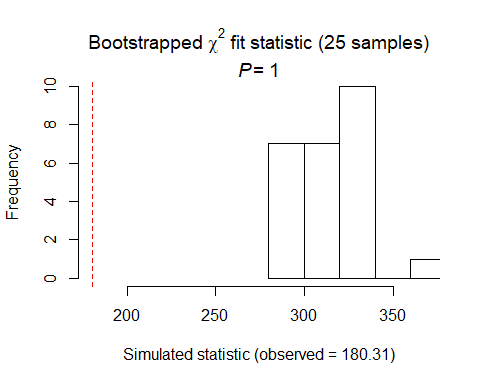 Bootstrapped χ² fit statistic (25 samples)
P = 1
Frequency
10
8
6
4
2
0
200 250 300 350
Simulated statistic (observed = 180.31)